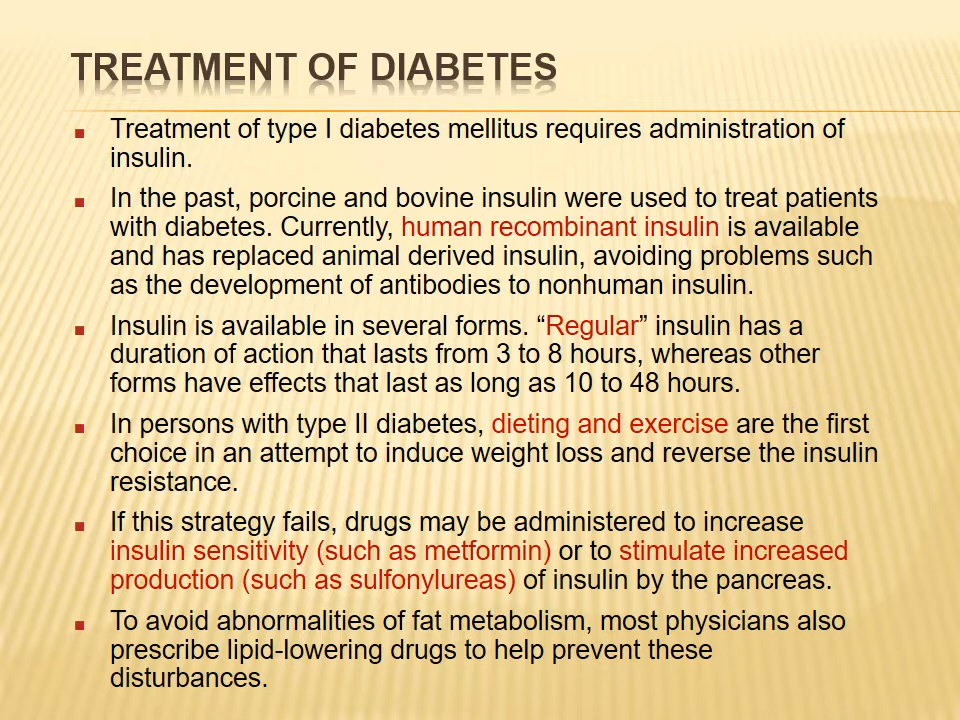 TREATMENT OF DIABETES
Treatment of type I diabetes mellitus requires administration of
insulin.
In the past, porcine and bovine insulin were used to treat patients
with diabetes. Currently, human recombinant insulin is available
and has replaced animal derived insulin, avoiding problems such
as the development of antibodies to nonhuman insulin.
Insulin is available in several forms. “Regular” insulin has a
duration of action that lasts from 3 to 8 hours, whereas other
forms have effects that last as long as 10 to 48 hours.
In persons with type II diabetes, dieting and exercise are the first
choice in an attempt to induce weight loss and reverse the insulin
resistance.
If this strategy fails, drugs may be administered to increase
insulin sensitivity (such as metformin) or to stimulate increased
production (such as sulfonylureas) of insulin by the pancreas.
To avoid abnormalities of fat metabolism, most physicians also
prescribe lipid-lowering drugs to help prevent these
disturbances.